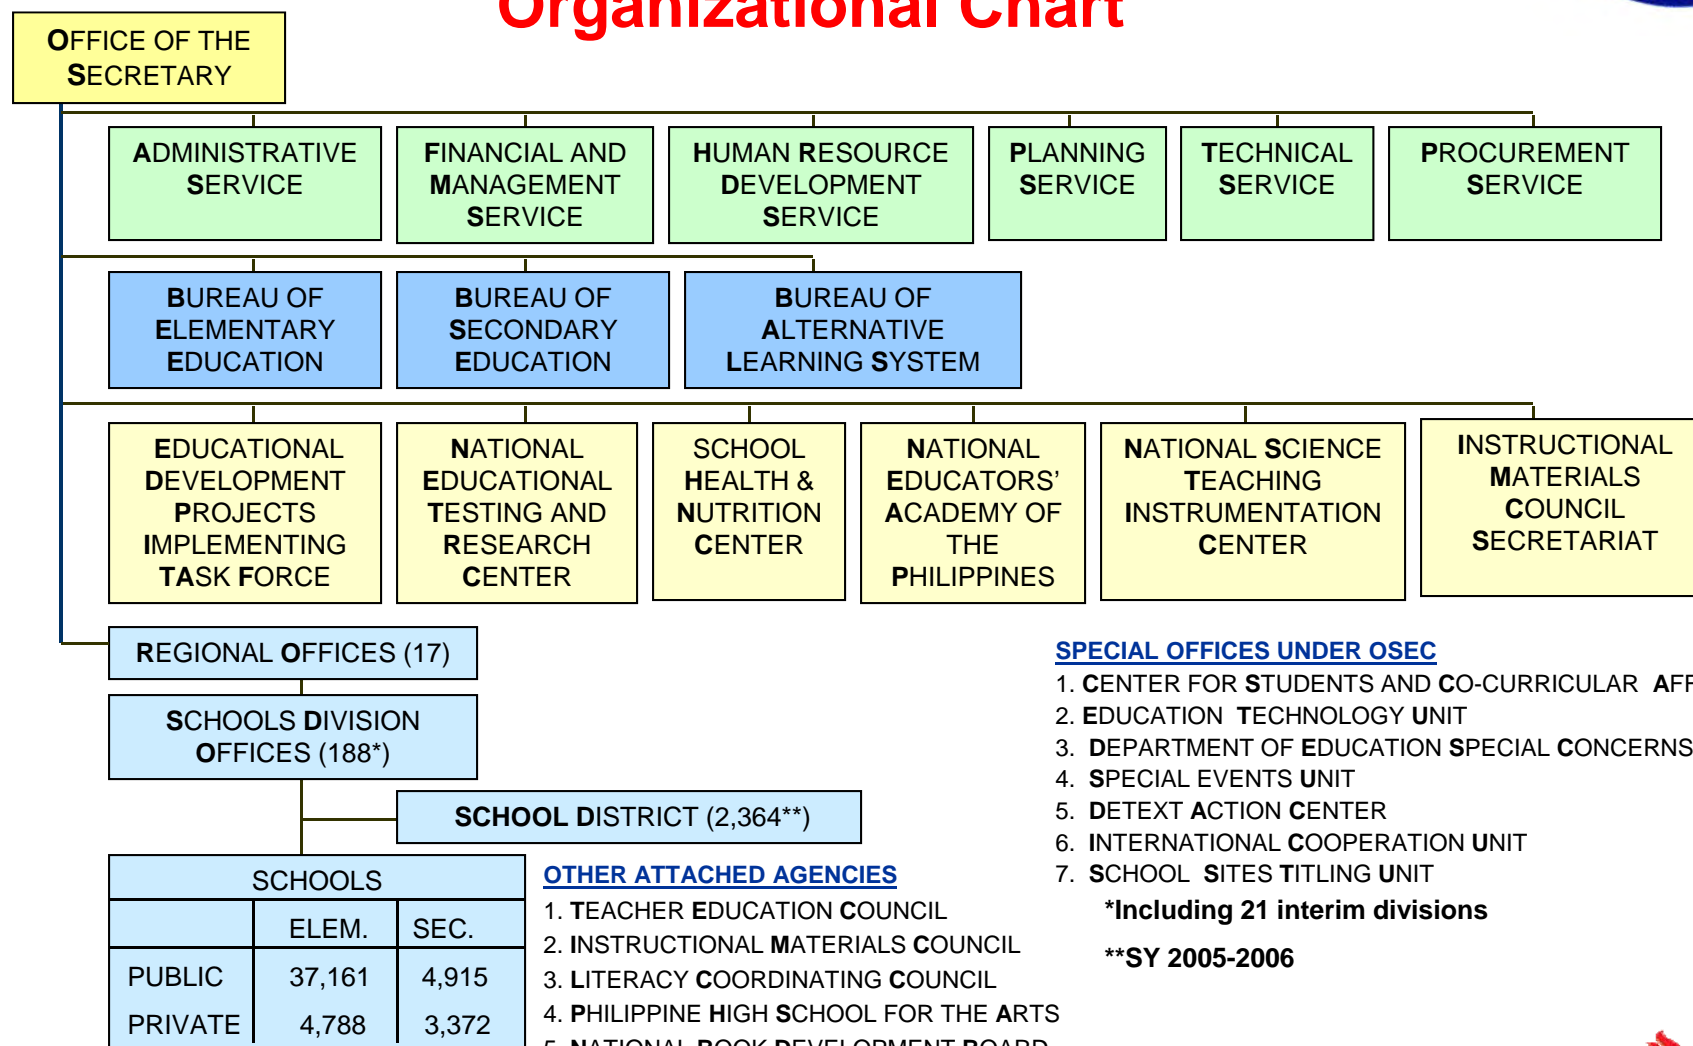 Organizational Chart
OFFICE OF THE
SECRETARY
ADMINISTRATIVE
SERVICE
FINANCIAL AND
MANAGEMENT
SERVICE
HUMAN RESOURCE
DEVELOPMENT
SERVICE
PLANNING
SERVICE
TECHNICAL
SERVICE
PROCUREMENT
SERVICE
BUREAU OF
ELEMENTARY
EDUCATION
BUREAU OF
SECONDARY
EDUCATION
BUREAU OF
ALTERNATIVE
LEARNING SYSTEM
EDUCATIONAL
DEVELOPMENT
PROJECTS
IMPLEMENTING
TASK FORCE
NATIONAL
EDUCATIONAL
TESTING AND
RESEARCH
CENTER
SCHOOL
HEALTH &
NUTRITION
CENTER
NATIONAL
EDUCATORS’
ACADEMY OF
THE
PHILIPPINES
NATIONAL SCIENCE
TEACHING
INSTRUMENTATION
CENTER
INSTRUCTIONAL
MATERIALS
COUNCIL
SECRETARIAT
REGIONAL OFFICES (17)
SCHOOLS DIVISION
OFFICES (188*)
SCHOOL DISTRICT (2,364**)
SCHOOLS
ELEM. SEC.
PUBLIC 37,161 4,915
PRIVATE 4,788 3,372
OTHER ATTACHED AGENCIES
1. TEACHER EDUCATION COUNCIL
2. INSTRUCTIONAL MATERIALS COUNCIL
3. LITERACY COORDINATING COUNCIL
4. PHILIPPINE HIGH SCHOOL FOR THE ARTS
5. NATIONAL BOOK DEVELOPMENT BOARD
SPECIAL OFFICES UNDER OSEC
1. CENTER FOR STUDENTS AND CO-CURRICULAR AFF
2. EDUCATION TECHNOLOGY UNIT
3. DEPARTMENT OF EDUCATION SPECIAL CONCERNS
4. SPECIAL EVENTS UNIT
5. DETEXT ACTION CENTER
6. INTERNATIONAL COOPERATION UNIT
7. SCHOOL SITES TITLING UNIT
*Including 21 interim divisions
**SY 2005-2006